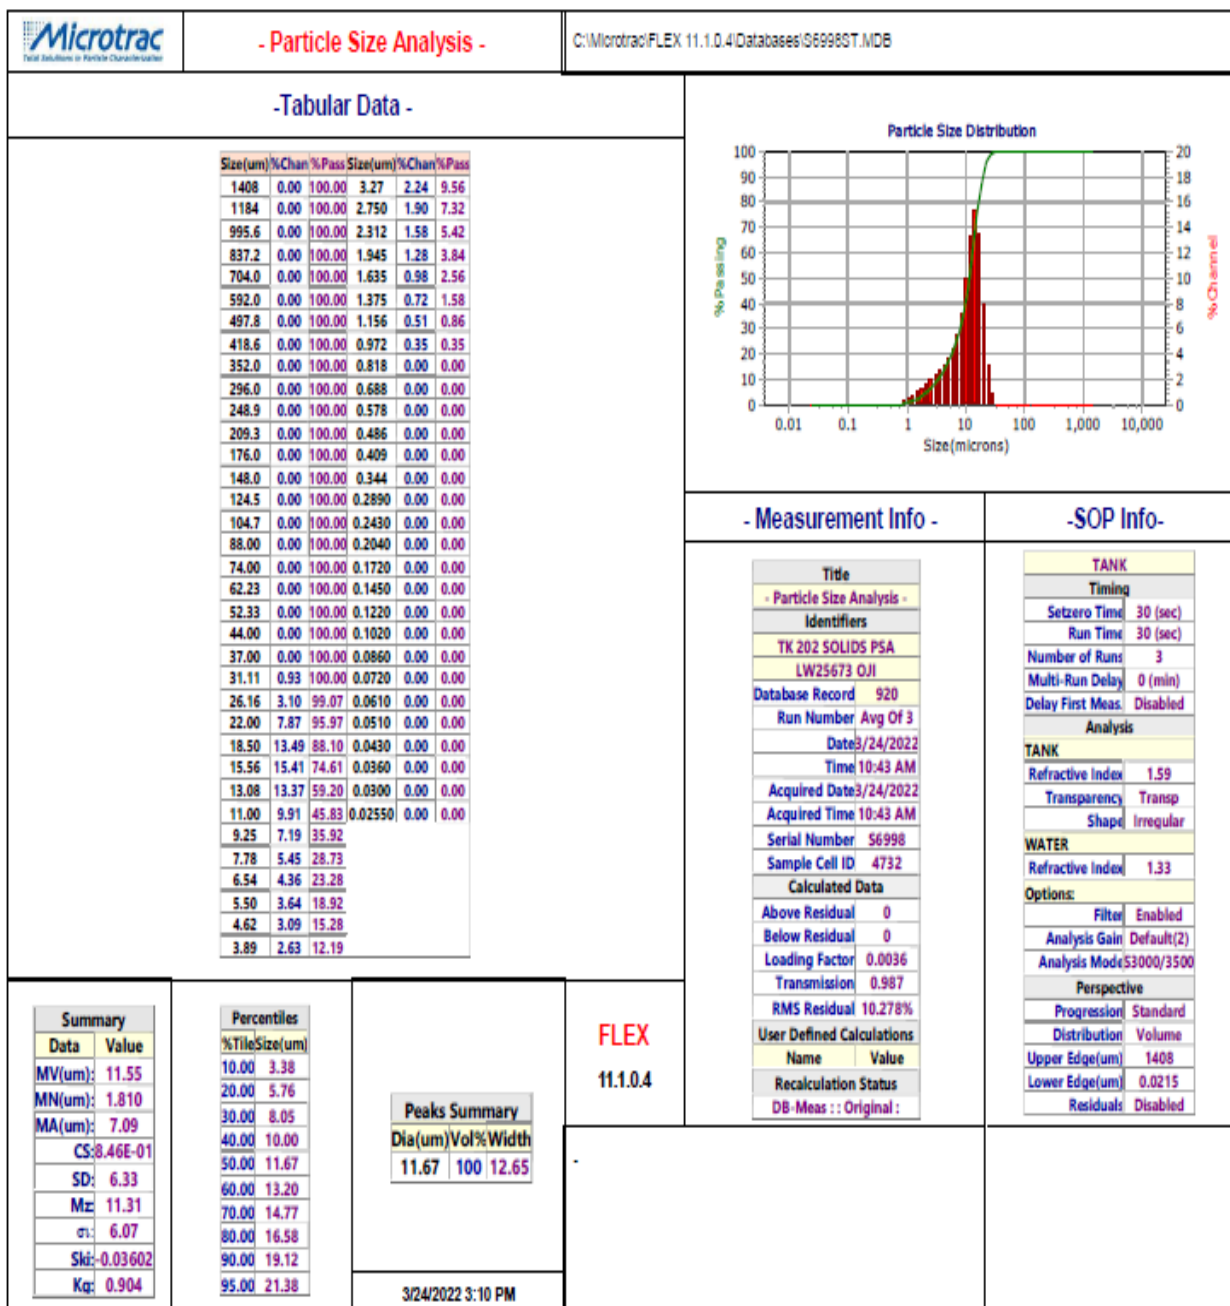 Microtrac
Total Solutions in Particle Characterization
- Particle Size Analysis -
C:\Microtrac\FLEX 11.1.0.4\Databases\S6998ST.MDB
-Tabular Data -
Size(um) %Chan %Pass Size(um) %Chan %Pass
1408 0.00 100.00 3.27 2.24 9.56
1184 0.00 100.00 2.750 1.90 7.32
995.6 0.00 100.00 2.312 1.58 5.42
837.2 0.00 100.00 1.945 1.28 3.84
704.0 0.00 100.00 1.635 0.98 2.56
592.0 0.00 100.00 1.375 0.72 1.58
497.8 0.00 100.00 1.156 0.51 0.86
418.6 0.00 100.00 0.972 0.35 0.35
352.0 0.00 100.00 0.818 0.00 0.00
296.0 0.00 100.00 0.688 0.00 0.00
248.9 0.00 100.00 0.578 0.00 0.00
209.3 0.00 100.00 0.486 0.00 0.00
176.0 0.00 100.00 0.409 0.00 0.00
148.0 0.00 100.00 0.344 0.00 0.00
124.5 0.00 100.00 0.2890 0.00 0.00
104.7 0.00 100.00 0.2430 0.00 0.00
88.00 0.00 100.00 0.2040 0.00 0.00
74.00 0.00 100.00 0.1720 0.00 0.00
62.23 0.00 100.00 0.1450 0.00 0.00
52.33 0.00 100.00 0.1220 0.00 0.00
44.00 0.00 100.00 0.1020 0.00 0.00
37.00 0.00 100.00 0.0860 0.00 0.00
31.11 0.93 100.00 0.0720 0.00 0.00
26.16 3.10 99.07 0.0610 0.00 0.00
22.00 7.87 95.97 0.0510 0.00 0.00
18.50 13.49 88.10 0.0430 0.00 0.00
15.56 15.41 74.61 0.0360 0.00 0.00
13.08 13.37 59.20 0.0300 0.00 0.00
11.00 9.91 45.83 0.02550 0.00 0.00
9.25 7.19 35.92
7.78 5.45 28.73
6.54 4.36 23.28
5.50 3.64 18.92
4.62 3.09 15.28
3.89 2.63 12.19
Particle Size Distribution
100 20
90 18
80 16
70 14
60 12
50 10
40 8
30 6
20 4
10 2
0 0
%Passing
%Channel
0.01 0.1 1 10 100 1,000 10,000
Size(microns)
- Measurement Info -
Title
- Particle Size Analysis -
Identifiers
TK 202 SOLIDS PSA
LW25673 OJI
Database Record 920
Run Number Avg Of 3
Date 3/24/2022
Time 10:43 AM
Acquired Date 3/24/2022
Acquired Time 10:43 AM
Serial Number S6998
Sample Cell ID 4732
Calculated Data
Above Residual 0
Below Residual 0
Loading Factor 0.0036
Transmission 0.987
RMS Residual 10.278%
User Defined Calculations
Name Value
Recalculation Status
DB-Meas : : Original :
-SOP Info-
TANK
Timing
Setzero Time 30 (sec)
Run Time 30 (sec)
Number of Runs 3
Multi-Run Delay 0 (min)
Delay First Meas. Disabled
Analysis
TANK
Refractive Index 1.59
Transparency Transp
Shape Irregular
WATER
Refractive Index 1.33
Options:
Filter Enabled
Analysis Gain Default(2)
Analysis Mode S3000/3500
Perspective
Progression Standard
Distribution Volume
Upper Edge(um) 1408
Lower Edge(um) 0.0215
Residuals Disabled
Summary
Data Value
MV(um): 11.55
MN(um): 1.810
MA(um): 7.09
CS: 8.46E-01
SD: 6.33
Mz: 11.31
σ1: 6.07
Ski: -0.03602
Kg: 0.904
Percentiles
%Tile Size(um)
10.00 3.38
20.00 5.76
30.00 8.05
40.00 10.00
50.00 11.67
60.00 13.20
70.00 14.77
80.00 16.58
90.00 19.12
95.00 21.38
Peaks Summary
Dia(um) Vol% Width
11.67 100 12.65
3/24/2022 3:10 PM
FLEX
11.1.0.4
-